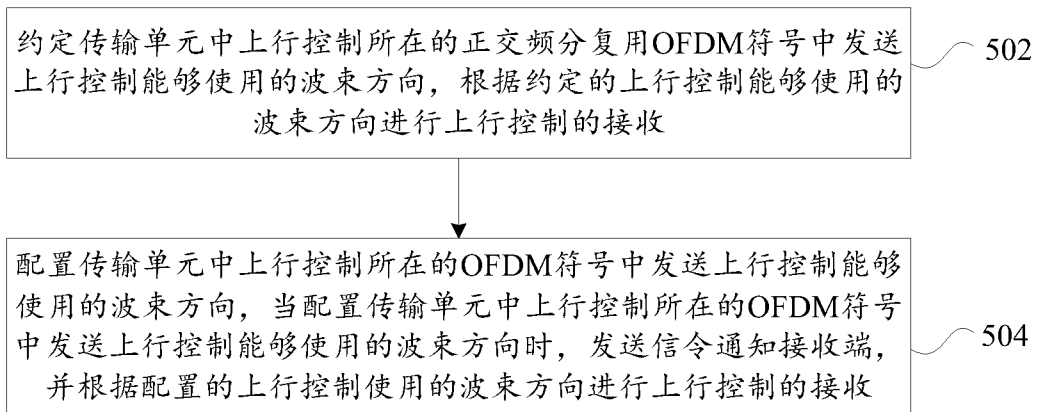 约定传输单元中上行控制所在的正交频分复用OFDM符号中发送
上行控制能够使用的波束方向，根据约定的上行控制能够使用的
波束方向进行上行控制的接收
502
配置传输单元中上行控制所在的OFDM符号中发送上行控制能够
使用的波束方向，当配置传输单元中上行控制所在的OFDM符号
中发送上行控制能够使用的波束方向时，发送信令通知接收端，
并根据配置的上行控制使用的波束方向进行上行控制的接收
504